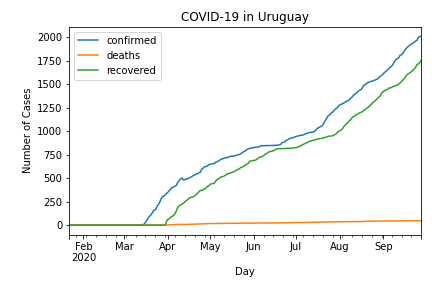 COVID-19 in Uruguay
confirmed
deaths
recovered
Number of Cases
2000
1750
1500
1250
1000
750
500
250
0
Feb Mar Apr May Jun Jul Aug Sep
2020
Day